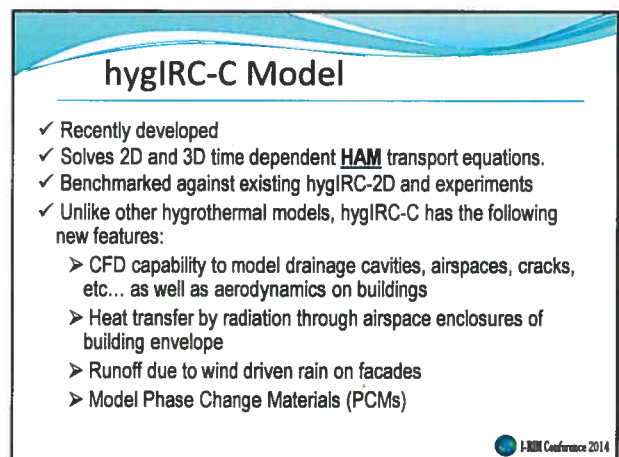 hygIRC-C Model
✓ Recently developed
✓ Solves 2D and 3D time dependent HAM transport equations.
✓ Benchmarked against existing hygIRC-2D and experiments
✓ Unlike other hygrothermal models, hygIRC-C has the following
new features:
➢ CFD capability to model drainage cavities, airspaces, cracks,
etc... as well as aerodynamics on buildings
➢ Heat transfer by radiation through airspace enclosures of
building envelope
➢ Runoff due to wind driven rain on facades
➢ Model Phase Change Materials (PCMs)
Conference 2014